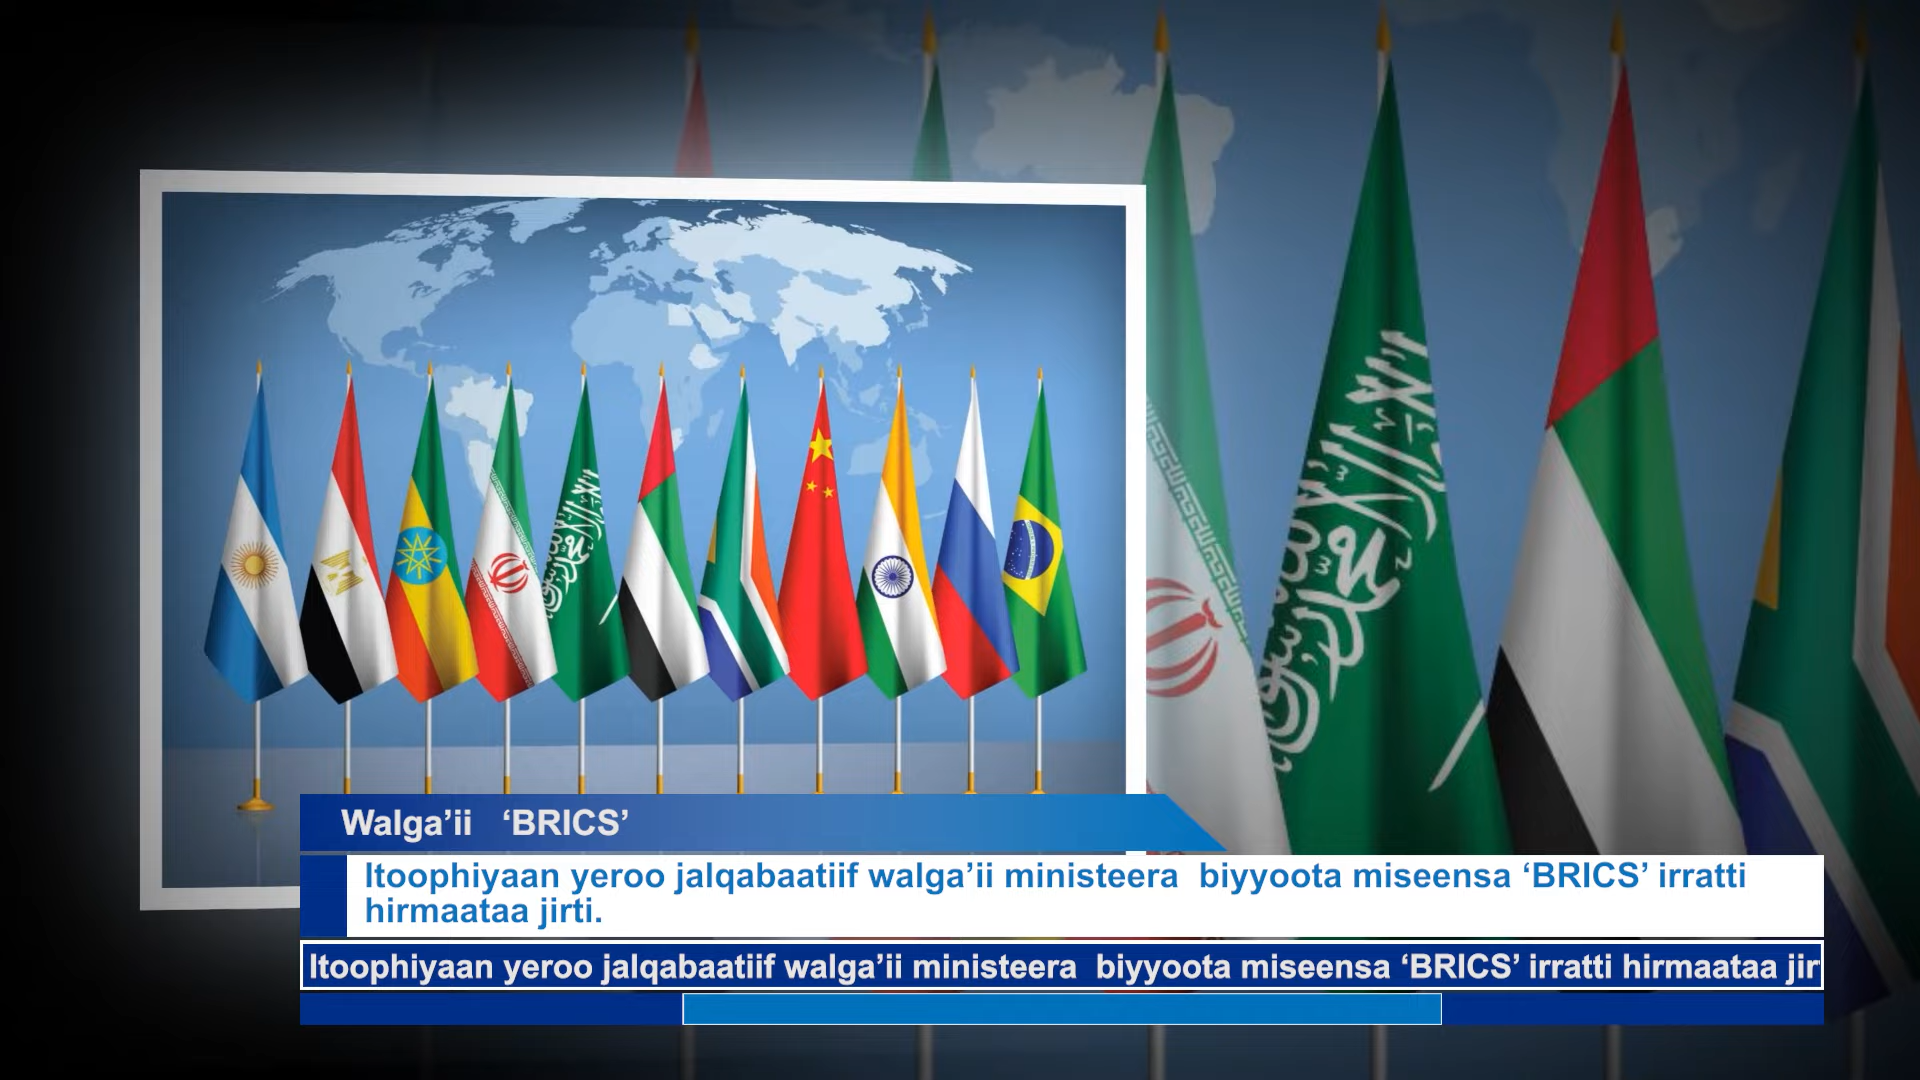 Walga’ii ‘BRICS’
Itoophiyaan yeroo jalqabaatiif walga’ii ministeera biyyoota miseensa ‘BRICS’ irratti
hirmaataa jirti.
Itoophiyaan yeroo jalqabaatiif walga’ii ministeera biyyoota miseensa ‘BRICS’ irratti hirmaataa jir